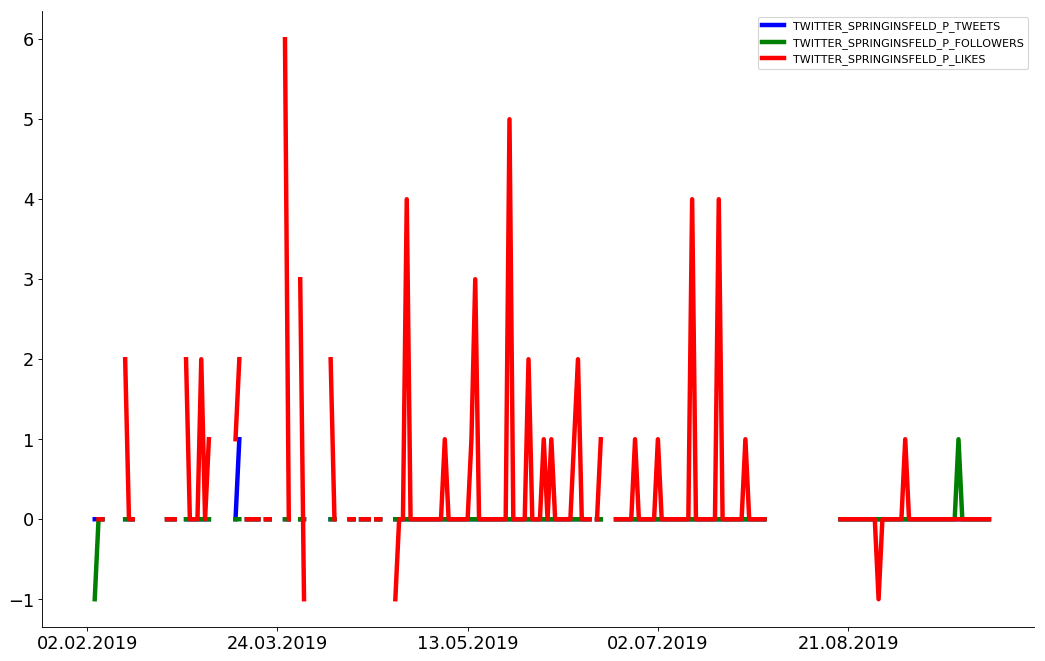 TWITTER_SPRINGINSFELD_P_TWEETS
TWITTER_SPRINGINSFELD_P_FOLLOWERS
TWITTER_SPRINGINSFELD_P_LIKES
6
5
4
3
2
1
0
−1
02.02.2019 24.03.2019 13.05.2019 02.07.2019 21.08.2019